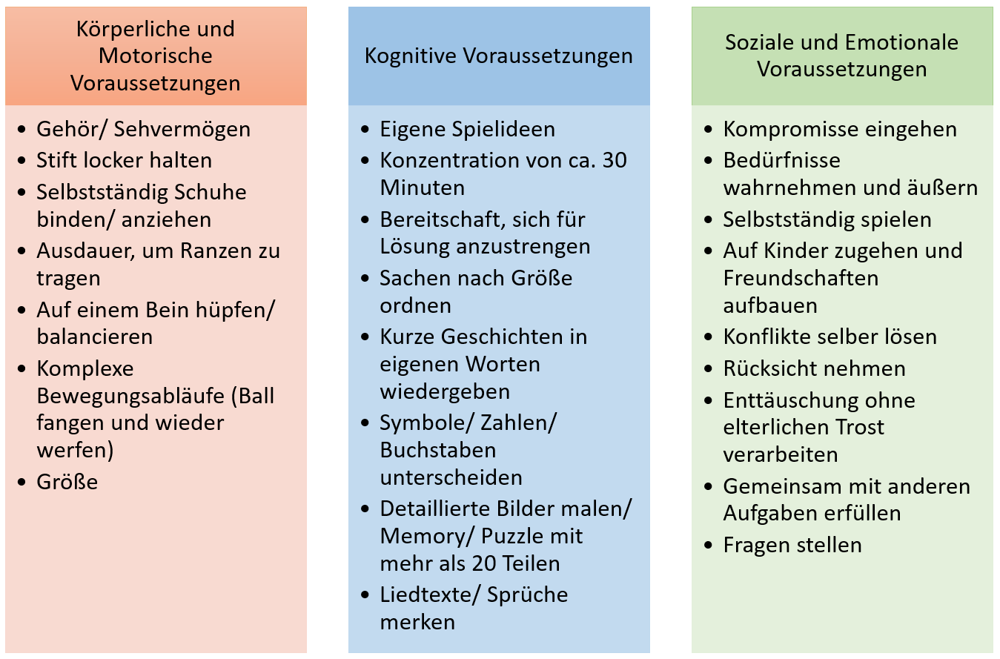 Körperliche und
Motorische
Voraussetzungen
• Gehör/ Sehvermögen
• Stift locker halten
• Selbstständig Schuhe
binden/ anziehen
• Ausdauer, um Ranzen zu
tragen
• Auf einem Bein hüpfen/
balancieren
• Komplexe
Bewegungsabläufe (Ball
fangen und wieder
werfen)
• Größe
Kognitive Voraussetzungen
• Eigene Spielideen
• Konzentration von ca. 30
Minuten
• Bereitschaft, sich für
Lösung anzustrengen
• Sachen nach Größe
ordnen
• Kurze Geschichten in
eigenen Worten
wiedergeben
• Symbole/ Zahlen/
Buchstaben
unterscheiden
• Detaillierte Bilder malen/
Memory/ Puzzle mit
mehr als 20 Teilen
• Liedtexte/ Sprüche
merken
Soziale und Emotionale
Voraussetzungen
• Kompromisse eingehen
• Bedürfnisse
wahrnehmen und äußern
• Selbstständig spielen
• Auf Kinder zugehen und
Freundschaften
aufbauen
• Konflikte selber lösen
• Rücksicht nehmen
• Enttäuschung ohne
elterlichen Trost
verarbeiten
• Gemeinsam mit anderen
Aufgaben erfüllen
• Fragen stellen